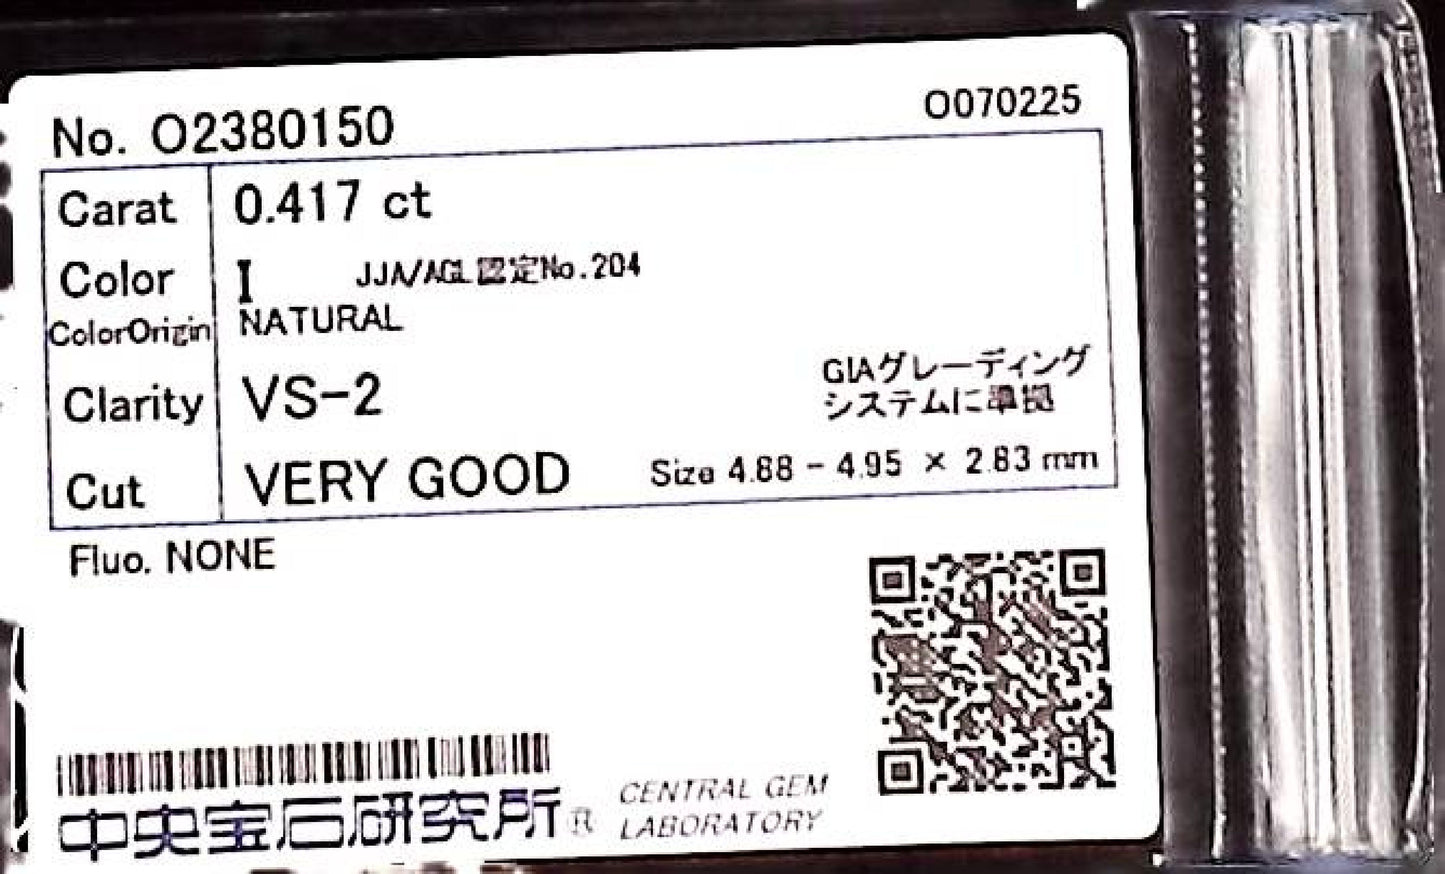 No. O2380150
O070225
Carat 0.417 ct
Color I JJA/AGL認定No.204
ColorOrigin NATURAL
Clarity VS-2
GIAグレーディング
システムに準拠
Cut VERY GOOD Size 4.88 - 4.95 × 2.83 mm
Fluo. NONE
中央宝石研究所®
CENTRAL GEM
LABORATORY